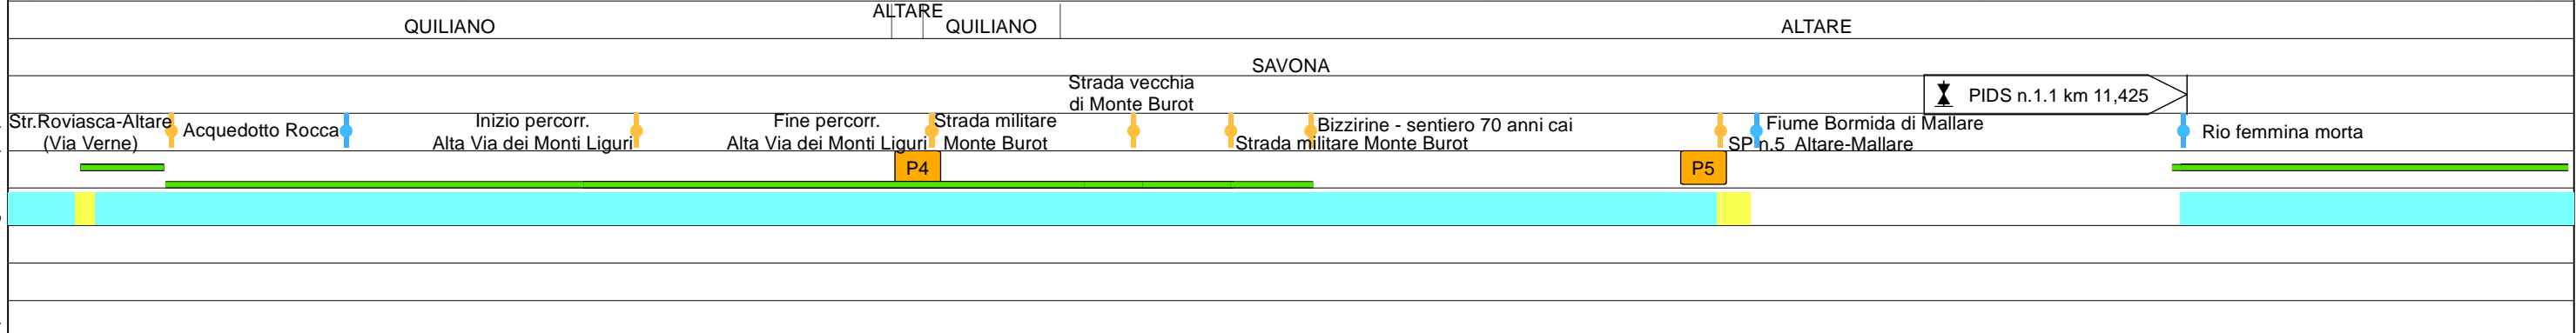 ALTARE
QUILIANO
QUILIANO
ALTARE
SAVONA
Strada vecchia
di Monte Burot
PIDS n.1.1 km 11,425
Str.Roviasca-Altare
(Via Verne)
Acquedotto Rocca
Inizio percorr.
Alta Via dei Monti Liguri
Fine percorr.
Alta Via dei Monti Liguri
Strada militare
Monte Burot
Strada militare Monte Burot
Bizzirine - sentiero 70 anni cai
SP n.5 Altare-Mallare
Fiume Bormida di Mallare
Rio femmina morta
P4
P5